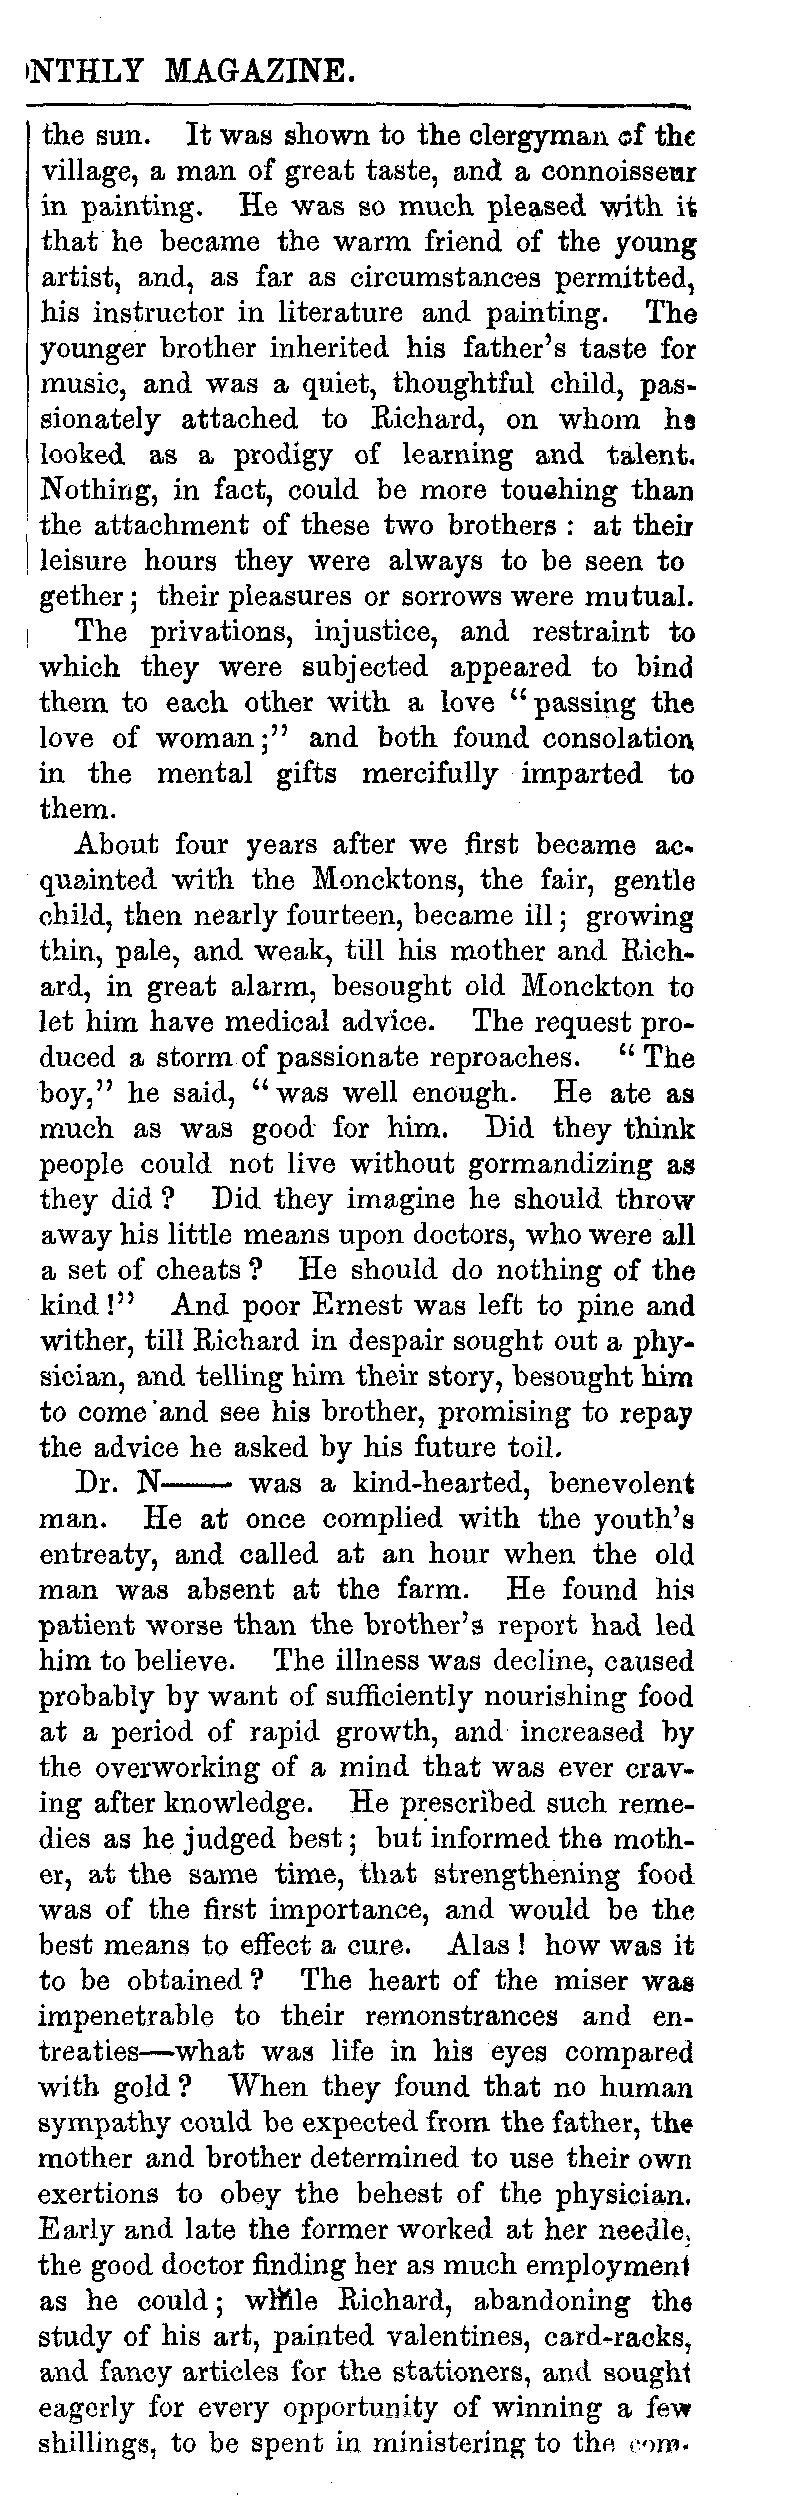 NTHLY MAGAZINE.
the sun. It was shown to the clergyman of the
village, a man of great taste, and a connoisseur
in painting. He was so much pleased with it
that he became the warm friend of the young
artist, and, as far as circumstances permitted,
his instructor in literature and painting. The
younger brother inherited his father's taste for
music, and was a quiet, thoughtful child, pas-
sionately attached to Richard, on whom he
looked as a prodigy of learning and talent.
Nothing, in fact, could be more touching than
the attachment of these two brothers : at their
leisure hours they were always to be seen to
gether ; their pleasures or sorrows were mutual.
The privations, injustice, and restraint to
which they were subjected appeared to bind
them to each other with a love “passing the
love of woman ;” and both found consolation
in the mental gifts mercifully imparted to
them.
About four years after we first became ac-
quainted with the Moncktons, the fair, gentle
child, then nearly fourteen, became ill ; growing
thin, pale, and weak, till his mother and Rich-
ard, in great alarm, besought old Monckton to
let him have medical advice. The request pro-
duced a storm of passionate reproaches. “The
boy,” he said, “was well enough. He ate as
much as was good for him. Did they think
people could not live without gormandizing as
they did ? Did they imagine he should throw
away his little means upon doctors, who were all
a set of cheats ? He should do nothing of the
kind !” And poor Ernest was left to pine and
wither, till Richard in despair sought out a phy-
sician, and telling him their story, besought him
to come and see his brother, promising to repay
the advice he asked by his future toil.
Dr. N—— was a kind-hearted, benevolent
man. He at once complied with the youth's
entreaty, and called at an hour when the old
man was absent at the farm. He found his
patient worse than the brother's report had led
him to believe. The illness was decline, caused
probably by want of sufficiently nourishing food
at a period of rapid growth, and increased by
the overworking of a mind that was ever crav-
ing after knowledge. He prescribed such reme-
dies as he judged best ; but informed the moth-
er, at the same time, that strengthening food
was of the first importance, and would be the
best means to effect a cure. Alas ! how was it
to be obtained ? The heart of the miser was
impenetrable to their remonstrances and en-
treaties—what was life in his eyes compared
with gold ? When they found that no human
sympathy could be expected from the father, the
mother and brother determined to use their own
exertions to obey the behest of the physician.
Early and late the former worked at her needle,
the good doctor finding her as much employment
as he could ; while Richard, abandoning the
study of his art, painted valentines, card-racks,
and fancy articles for the stationers, and sought
eagerly for every opportunity of winning a few
shillings, to be spent in ministering to the com-